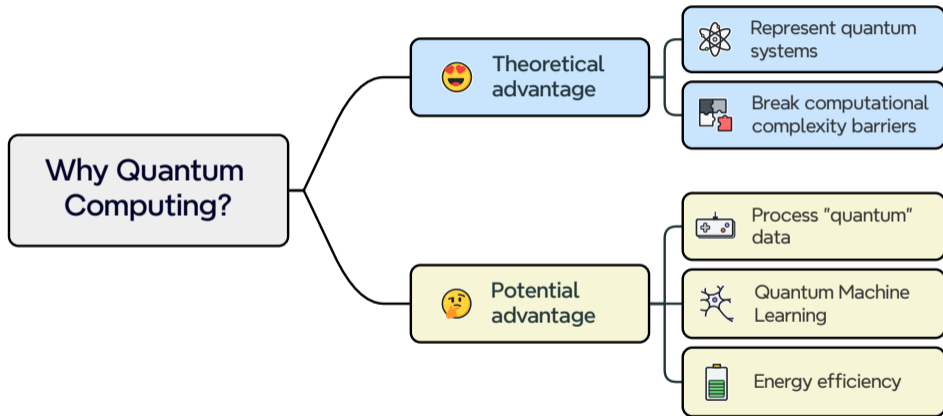 Why Quantum
Computing?
Theoretical
advantage
Represent quantum
systems
Break computational
complexity barriers
Potential
advantage
Process "quantum"
data
Quantum Machine
Learning
Energy efficiency